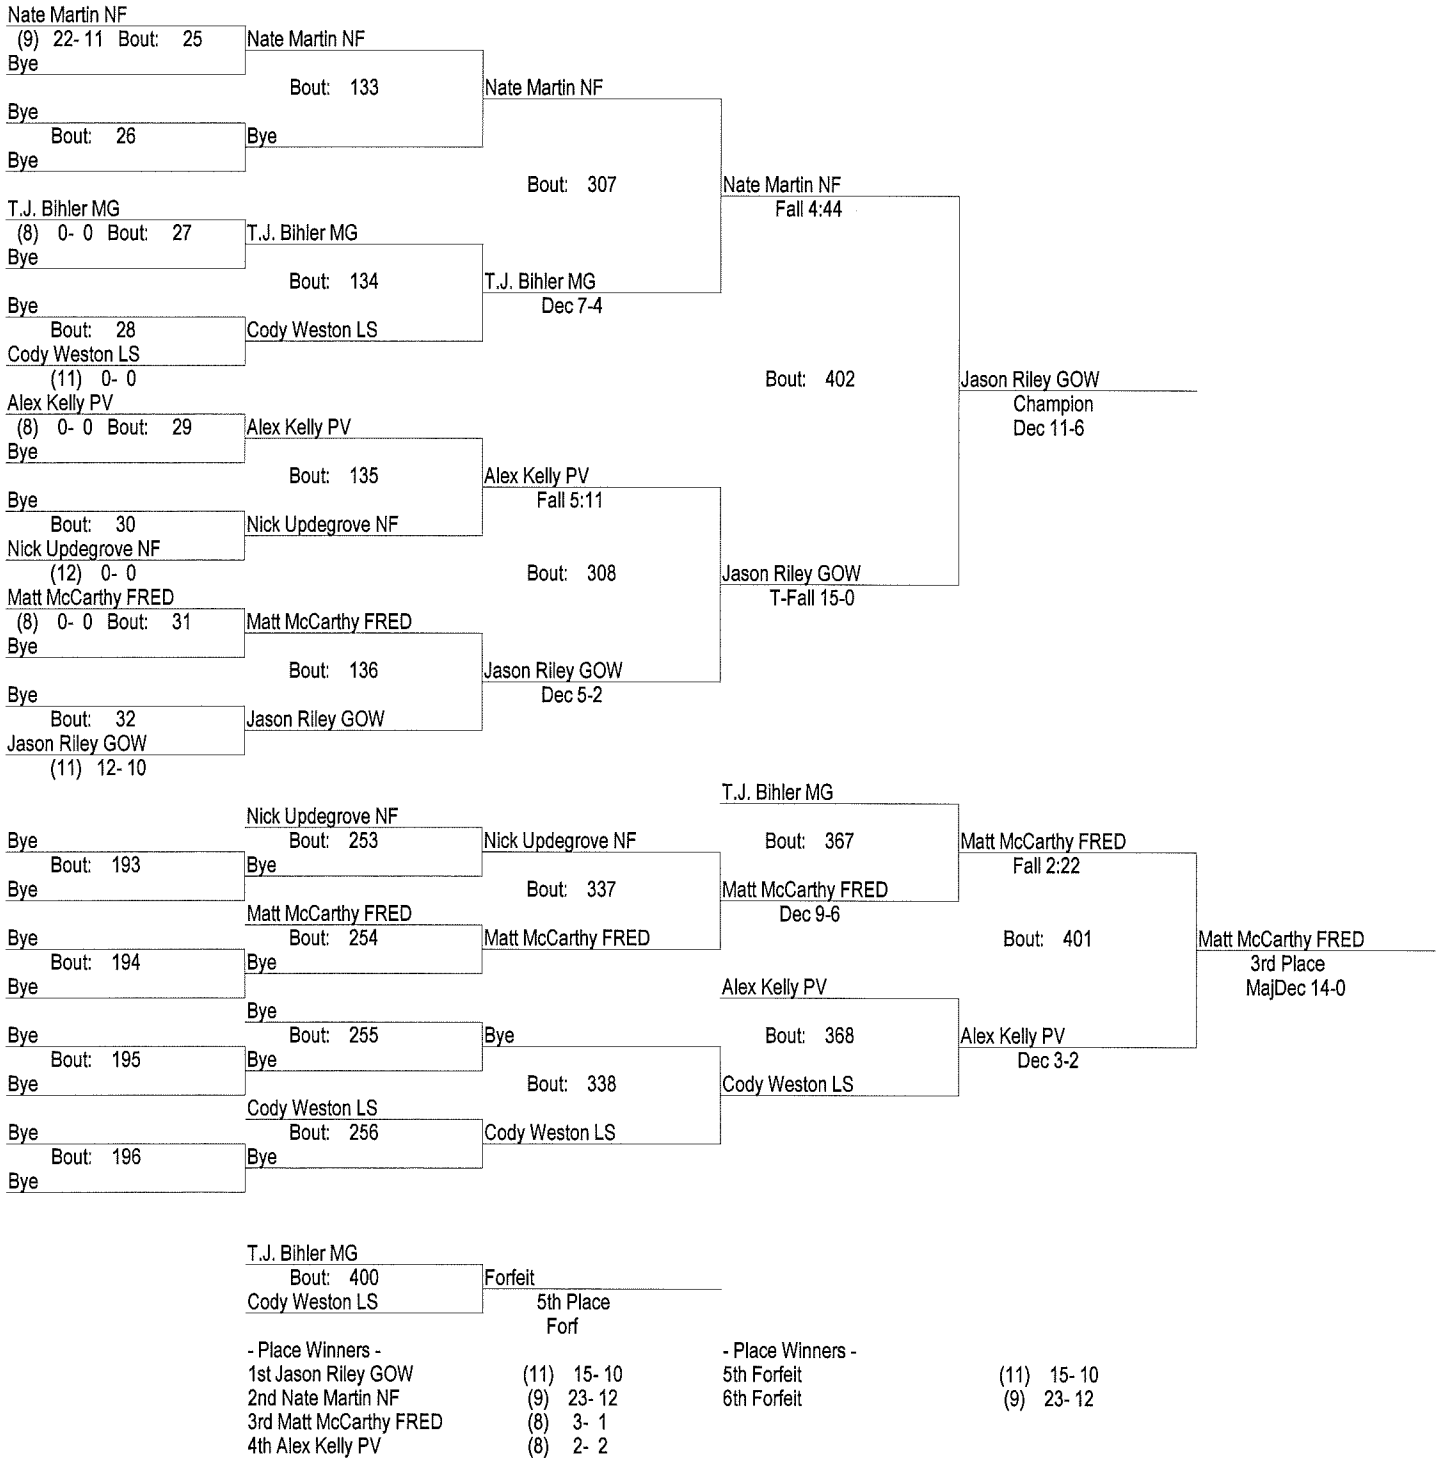 Nate Martin NF
(9) 22- 11 Bout: 25
Bye
Nate Martin NF
Bout: 133
Nate Martin NF
Bye
Bout: 26
Bye
Bye
Bout: 307
Nate Martin NF
Fall 4:44
T.J. Bihler MG
(8) 0- 0 Bout: 27
Bye
T.J. Bihler MG
Bout: 134
T.J. Bihler MG
Dec 7-4
Bye
Bout: 28
Cody Weston LS
(11) 0- 0
Cody Weston LS
Bout: 402
Jason Riley GOW
Champion
Dec 11-6
Alex Kelly PV
(8) 0- 0 Bout: 29
Bye
Alex Kelly PV
Bout: 135
Alex Kelly PV
Fall 5:11
Bye
Bout: 30
Nick Updegrove NF
(12) 0- 0
Nick Updegrove NF
Bout: 308
Jason Riley GOW
T-Fall 15-0
Matt McCarthy FRED
(8) 0- 0 Bout: 31
Bye
Matt McCarthy FRED
Bout: 136
Jason Riley GOW
Dec 5-2
Bye
Bout: 32
Jason Riley GOW
(11) 12- 10
Jason Riley GOW
Bye
Bout: 193
Bye
Nick Updegrove NF
Bout: 253
Bye
Nick Updegrove NF
Bout: 337
T.J. Bihler MG
Bout: 367
Matt McCarthy FRED
Dec 9-6
Matt McCarthy FRED
Fall 2:22
Bye
Bout: 194
Bye
Matt McCarthy FRED
Bout: 254
Bye
Matt McCarthy FRED
Bout: 401
Matt McCarthy FRED
3rd Place
MajDec 14-0
Bye
Bout: 195
Bye
Bye
Bout: 255
Bye
Bye
Bout: 338
Alex Kelly PV
Bout: 368
Cody Weston LS
Alex Kelly PV
Dec 3-2
Bye
Bout: 196
Bye
Cody Weston LS
Bout: 256
Bye
Cody Weston LS
T.J. Bihler MG
Bout: 400
Cody Weston LS
Forfeit
5th Place
Forf
- Place Winners -
1st Jason Riley GOW (11) 15- 10
2nd Nate Martin NF (9) 23- 12
3rd Matt McCarthy FRED (8) 3- 1
4th Alex Kelly PV (8) 2- 2
- Place Winners -
5th Forfeit (11) 15- 10
6th Forfeit (9) 23- 12